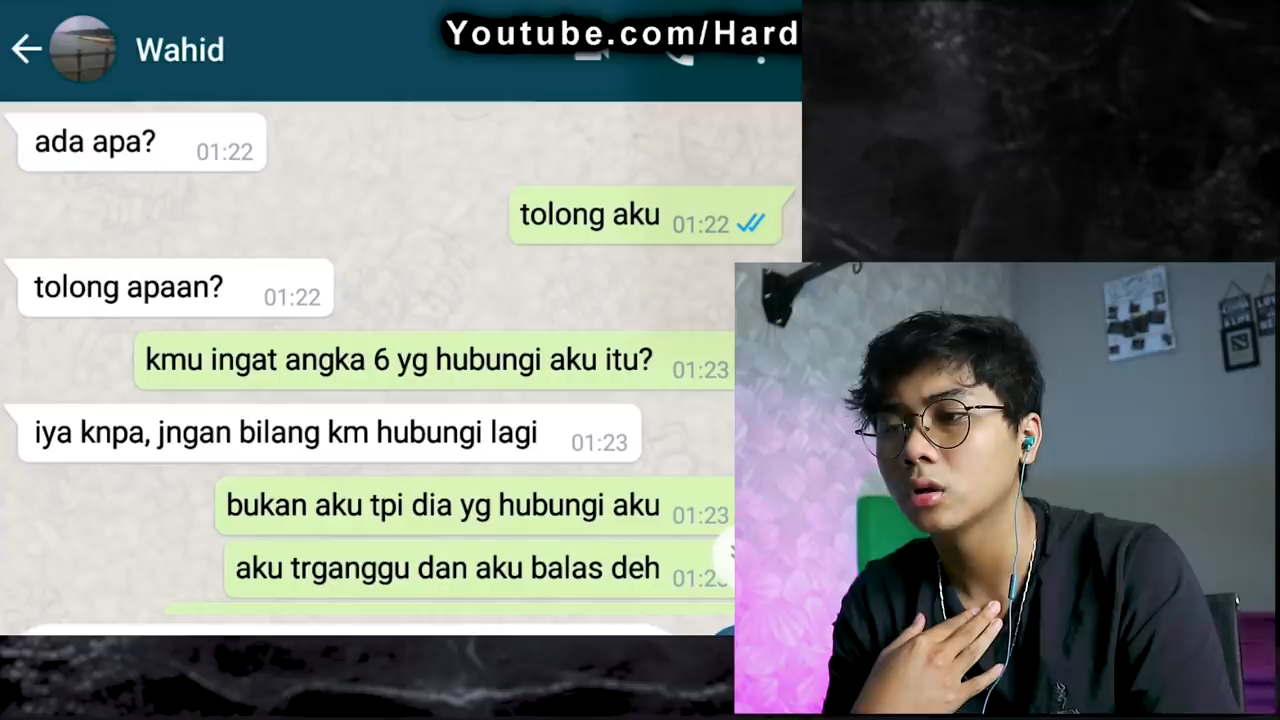 Youtube.com/Hard
Wahid
ada apa? 01:22
tolong aku 01:22
tolong apaan? 01:22
kmu ingat angka 6 yg hubungi aku itu? 01:23
iya knpa, jngan bilang km hubungi lagi 01:23
bukan aku tpi dia yg hubungi aku 01:23
aku trganggu dan aku balas deh